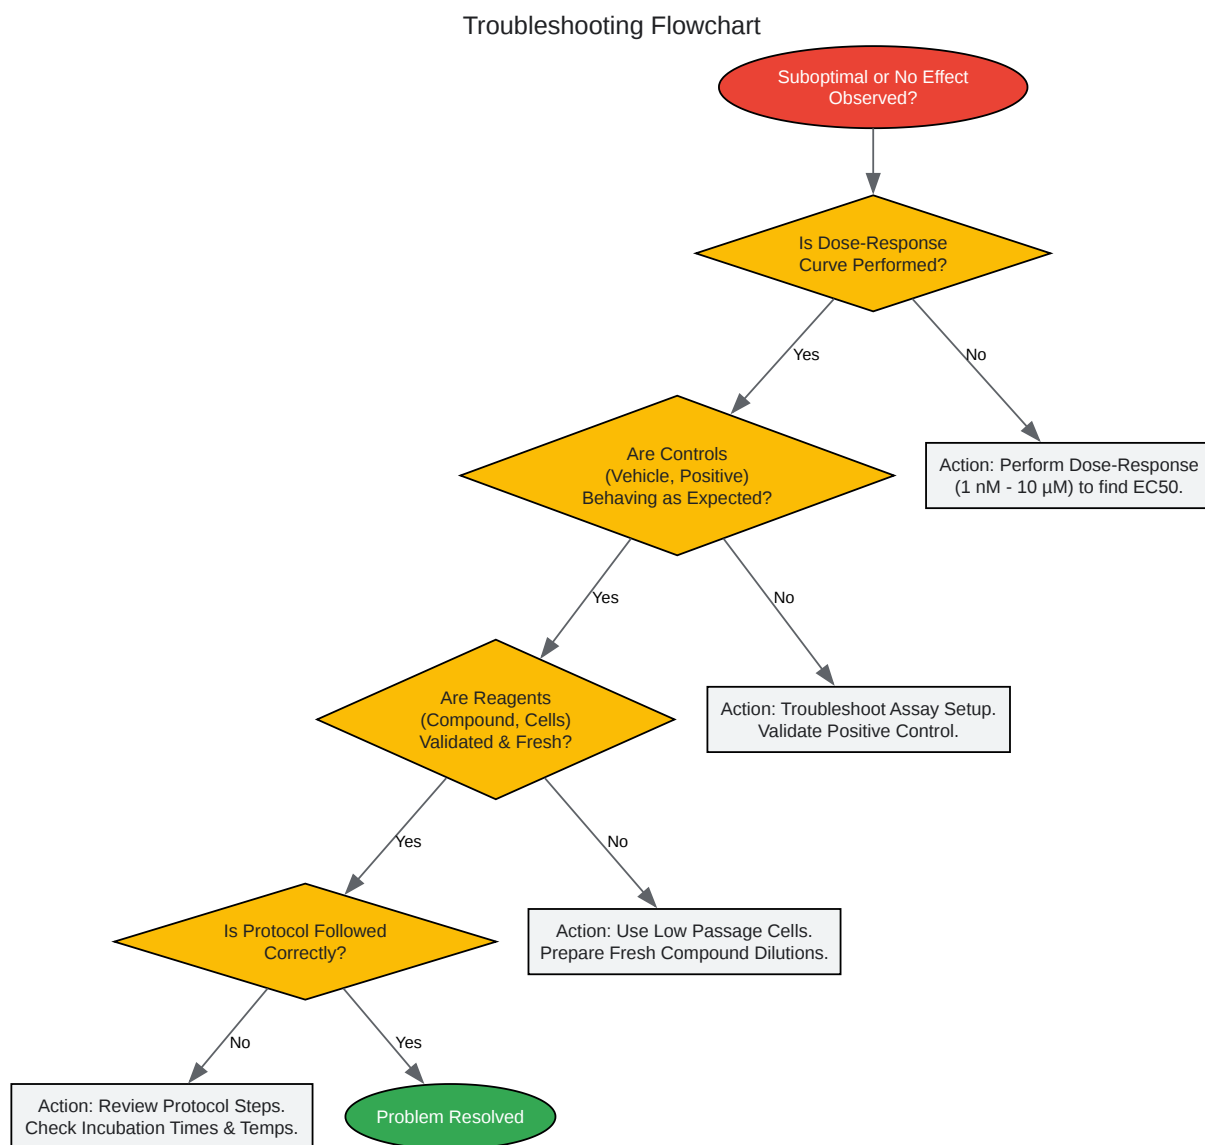 Troubleshooting Flowchart
Suboptimal or No Effect
Observed?
Is Dose-Response
Curve Performed?
Yes
No
Are Controls
(Vehicle, Positive)
Behaving as Expected?
Action: Perform Dose-Response
(1 nM - 10 µM) to find EC50.
Yes
No
Are Reagents
(Compound, Cells)
Validated & Fresh?
Action: Troubleshoot Assay Setup.
Validate Positive Control.
Yes
No
Is Protocol Followed
Correctly?
Action: Use Low Passage Cells.
Prepare Fresh Compound Dilutions.
No
Yes
Action: Review Protocol Steps.
Check Incubation Times & Temps.
Problem Resolved